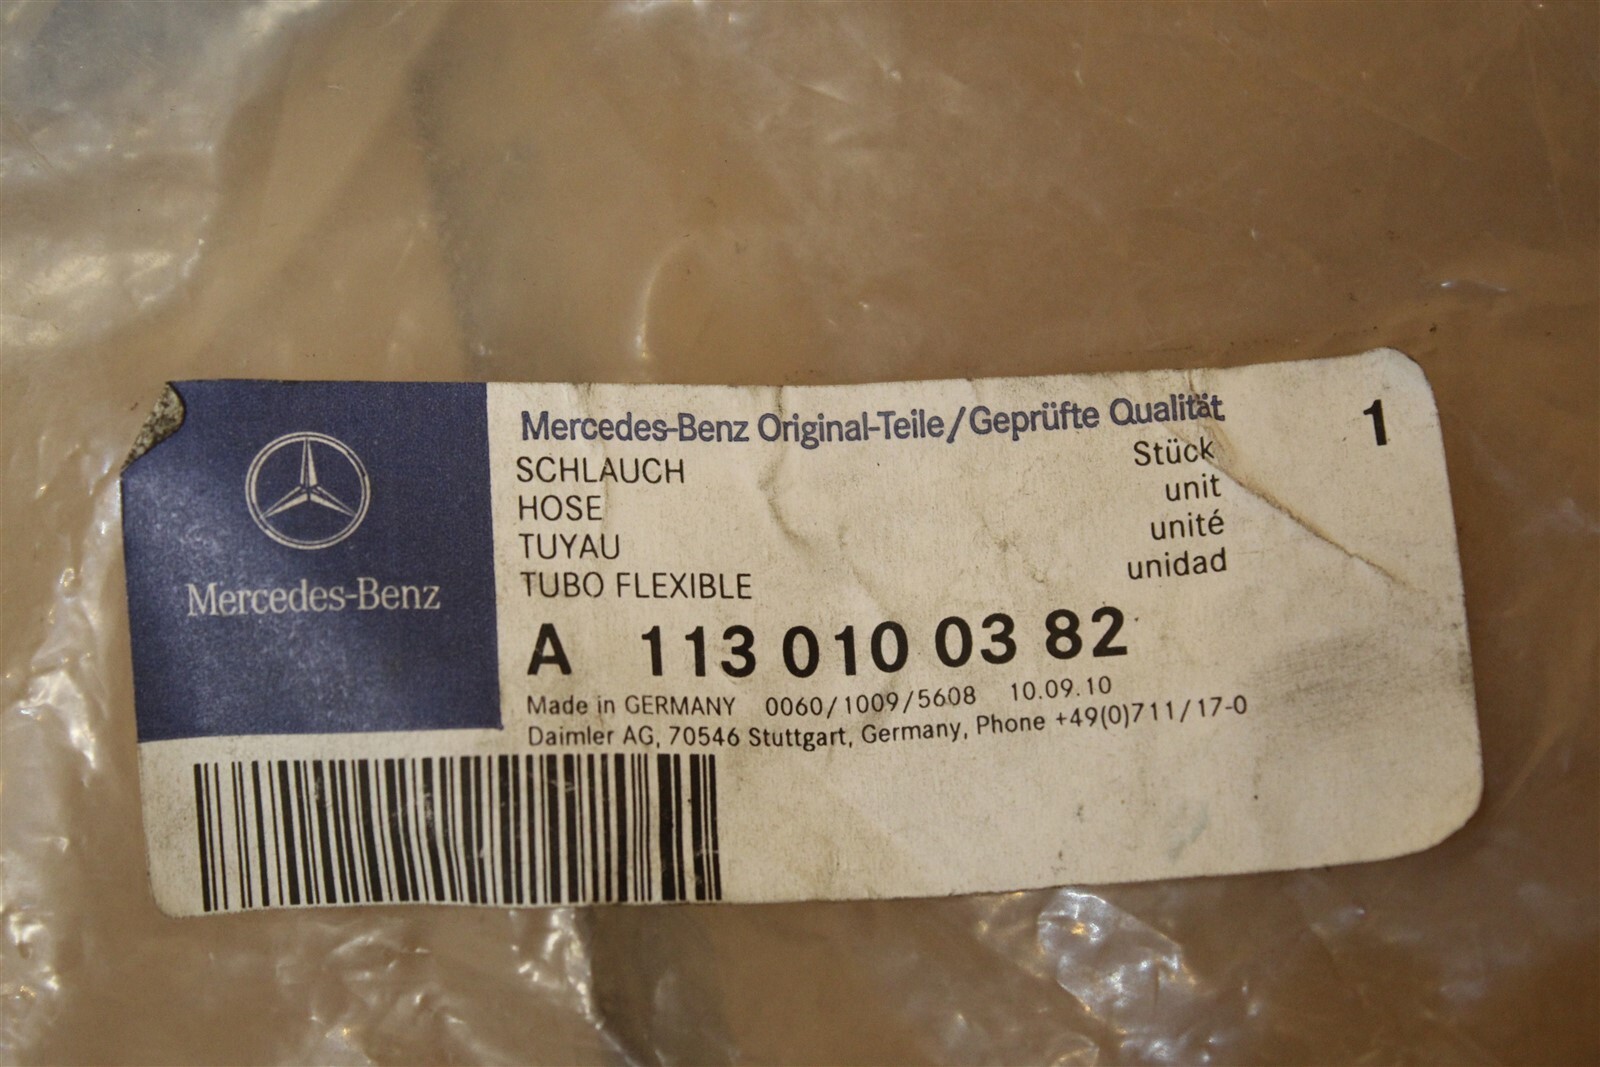 Mercedes-Benz
Mercedes-Benz Original-Teile/Geprüfte Qualität
SCHLAUCH Stück 1
HOSE unit
TUYAU unité
TUBO FLEXIBLE unidad
A 113 010 03 82
Made in GERMANY 0060/1009/5608 10.09.10
Daimler AG, 70546 Stuttgart, Germany, Phone +49(0)711/17-0